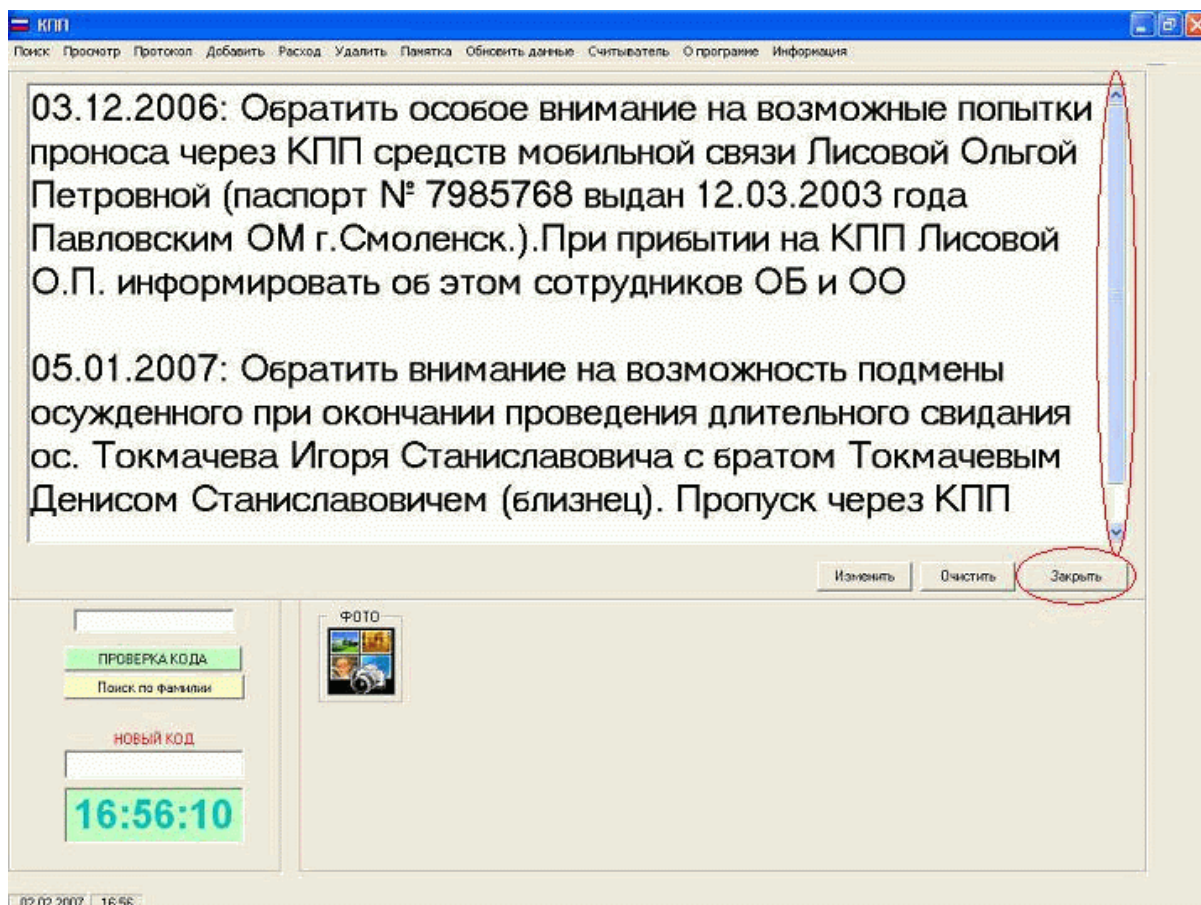 КПП
Поиск Просмотр Протокол Добавить Расход Удалить Памятка Обновить данные Считыватель О программе Информация
03.12.2006: Обратить особое внимание на возможные попытки
проноса через КПП средств мобильной связи Лисовой Ольгой
Петровной (паспорт № 7985768 выдан 12.03.2003 года
Павловским ОМ г.Смоленск.).При прибытии на КПП Лисовой
О.П. информировать об этом сотрудников ОБ и ОО
05.01.2007: Обратить внимание на возможность подмены
осужденного при окончании проведения длительного свидания
ос. Токмачева Игоря Станиславовича с братом Токмачевым
Денисом Станиславовичем (близнец). Пропуск через КПП
Изменить Очистить Закрыть
ФОТО
ПРОВЕРКА КОДА
Поиск по фамилии
НОВЫЙ КОД
16:56:10
02.02.2007 16:56